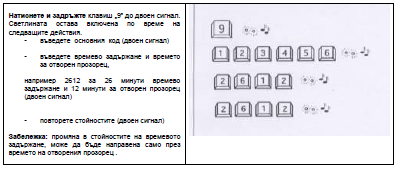 Натиснете и задръжте клавиш „9" до двоен сигнал.
Светлината остава включена по време на
следващите действия.
- въведете основния код (двоен сигнал)
- въведете времево задържане и времето
за отворен прозорец,
например 2612 за 26 минути времево
задържане и 12 минути за отворен прозорец
(двоен сигнал)
- повторете стойностите (двоен сигнал)
Забележка: промяна в стойностите на времевото
задържане, може да бъде направена само през
времето на отворения прозорец .
9
1 2 3 4 5 6
2 6 1 2
2 6 1 2